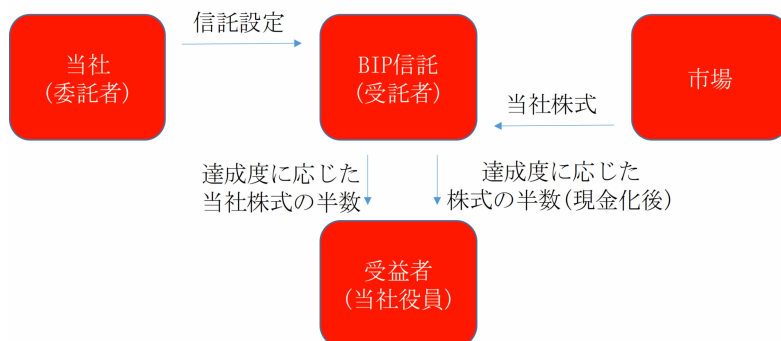 信託設定
当社
(委託者)
BIP信託
(受託者)
市場
当社株式
達成度に応じた
当社株式の半数
達成度に応じた
株式の半数(現金化後)
受益者
(当社役員)